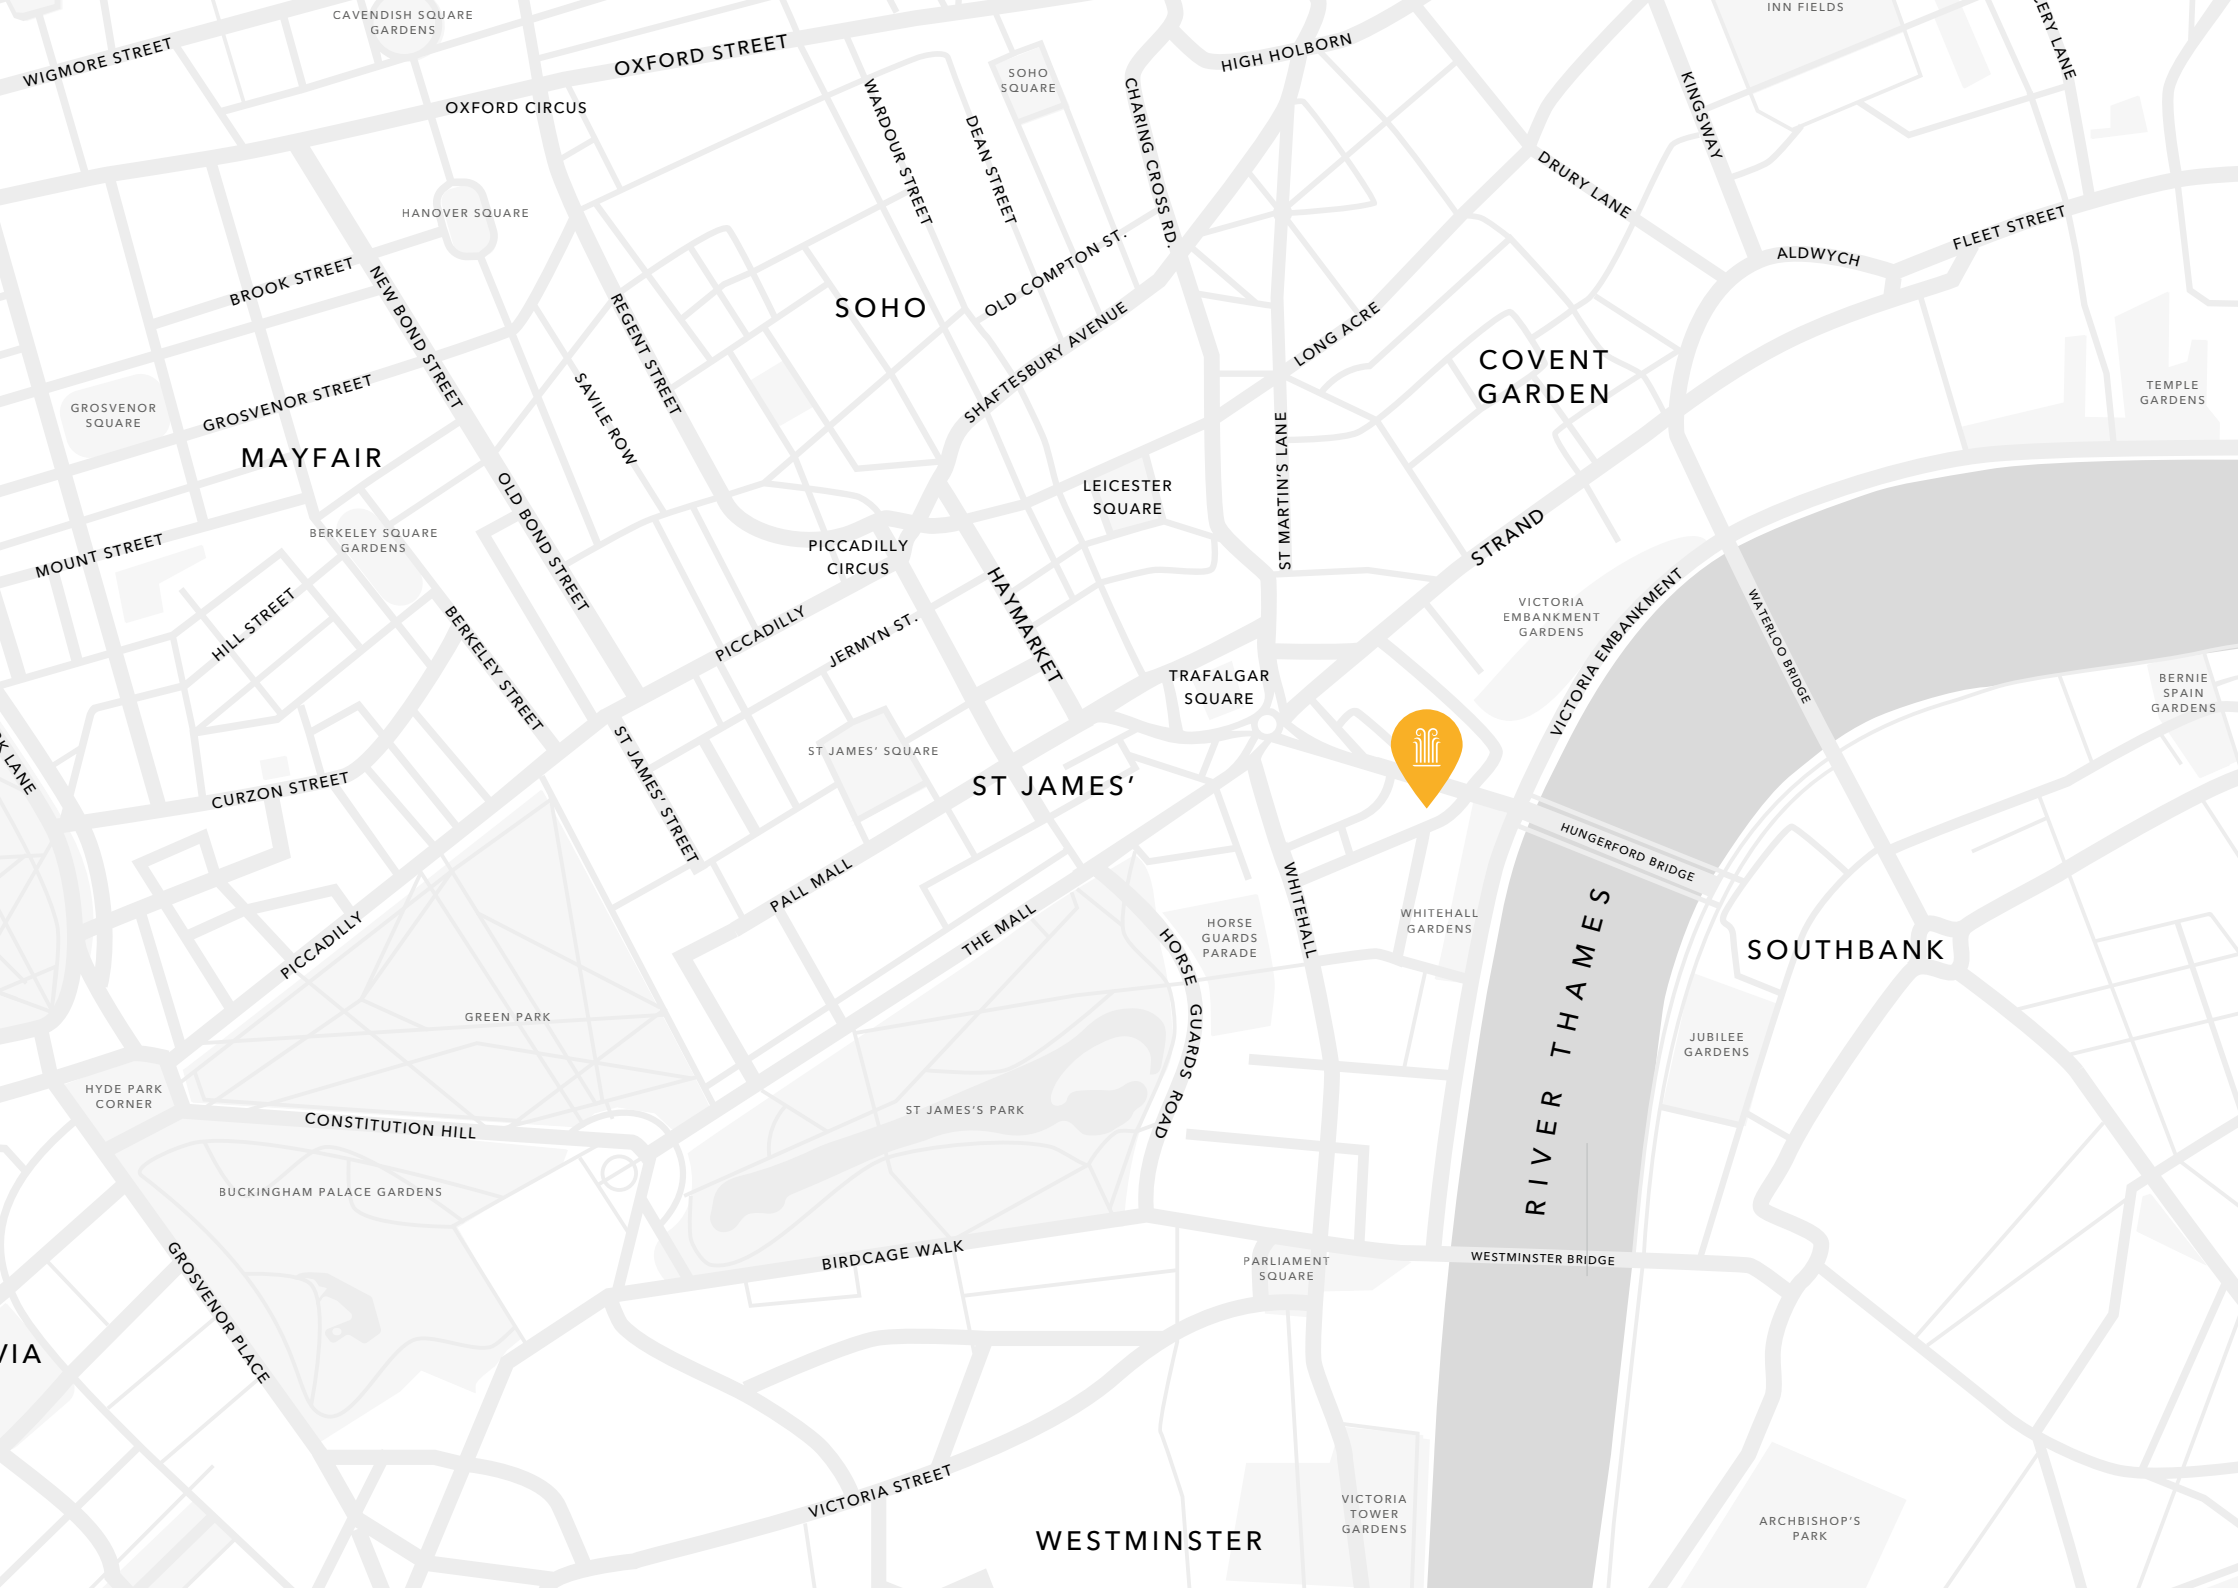 CAVENDISH SQUARE
GARDENS
INN FIELDS
WIGMORE STREET
OXFORD STREET
HIGH HOLBORN
OXFORD CIRCUS
SOHO
SQUARE
WARDOUR STREET
DEAN STREET
CHARING CROSS RD.
KINGSWAY
DRURY LANE
HANOVER SQUARE
FLEET STREET
ALDWYCH
BROOK STREET
NEW BOND STREET
REGENT STREET
SOHO
OLD COMPTON ST.
SHAFTESBURY AVENUE
LONG ACRE
COVENT
GARDEN
GROSVENOR
SQUARE
GROSVENOR STREET
SAVILE ROW
TEMPLE
GARDENS
MAYFAIR
OLD BOND STREET
LEICESTER
SQUARE
ST MARTIN'S LANE
STRAND
MOUNT STREET
BERKELEY SQUARE
GARDENS
PICCADILLY
CIRCUS
HAYMARKET
HILL STREET
BERKELEY STREET
PICCADILLY
JERMYN ST.
VICTORIA
EMBANKMENT
GARDENS
VICTORIA EMBANKMENT
WATERLOO BRIDGE
TRAFALGAR
SQUARE
BERNIE
SPAIN
GARDENS
LANE
CURZON STREET
ST JAMES' STREET
ST JAMES' SQUARE
ST JAMES'
HUNGERFORD BRIDGE
PICCADILLY
PALL MALL
THE MALL
HORSE GUARDS ROAD
HORSE
GUARDS
PARADE
WHITEHALL
WHITEHALL
GARDENS
RIVER THAMES
SOUTHBANK
GREEN PARK
JUBILEE
GARDENS
HYDE PARK
CORNER
CONSTITUTION HILL
ST JAMES'S PARK
BUCKINGHAM PALACE GARDENS
GROSVENOR PLACE
BIRDCAGE WALK
PARLIAMENT
SQUARE
WESTMINSTER BRIDGE
VIA
VICTORIA STREET
WESTMINSTER
VICTORIA
TOWER
GARDENS
ARCHBISHOP'S
PARK